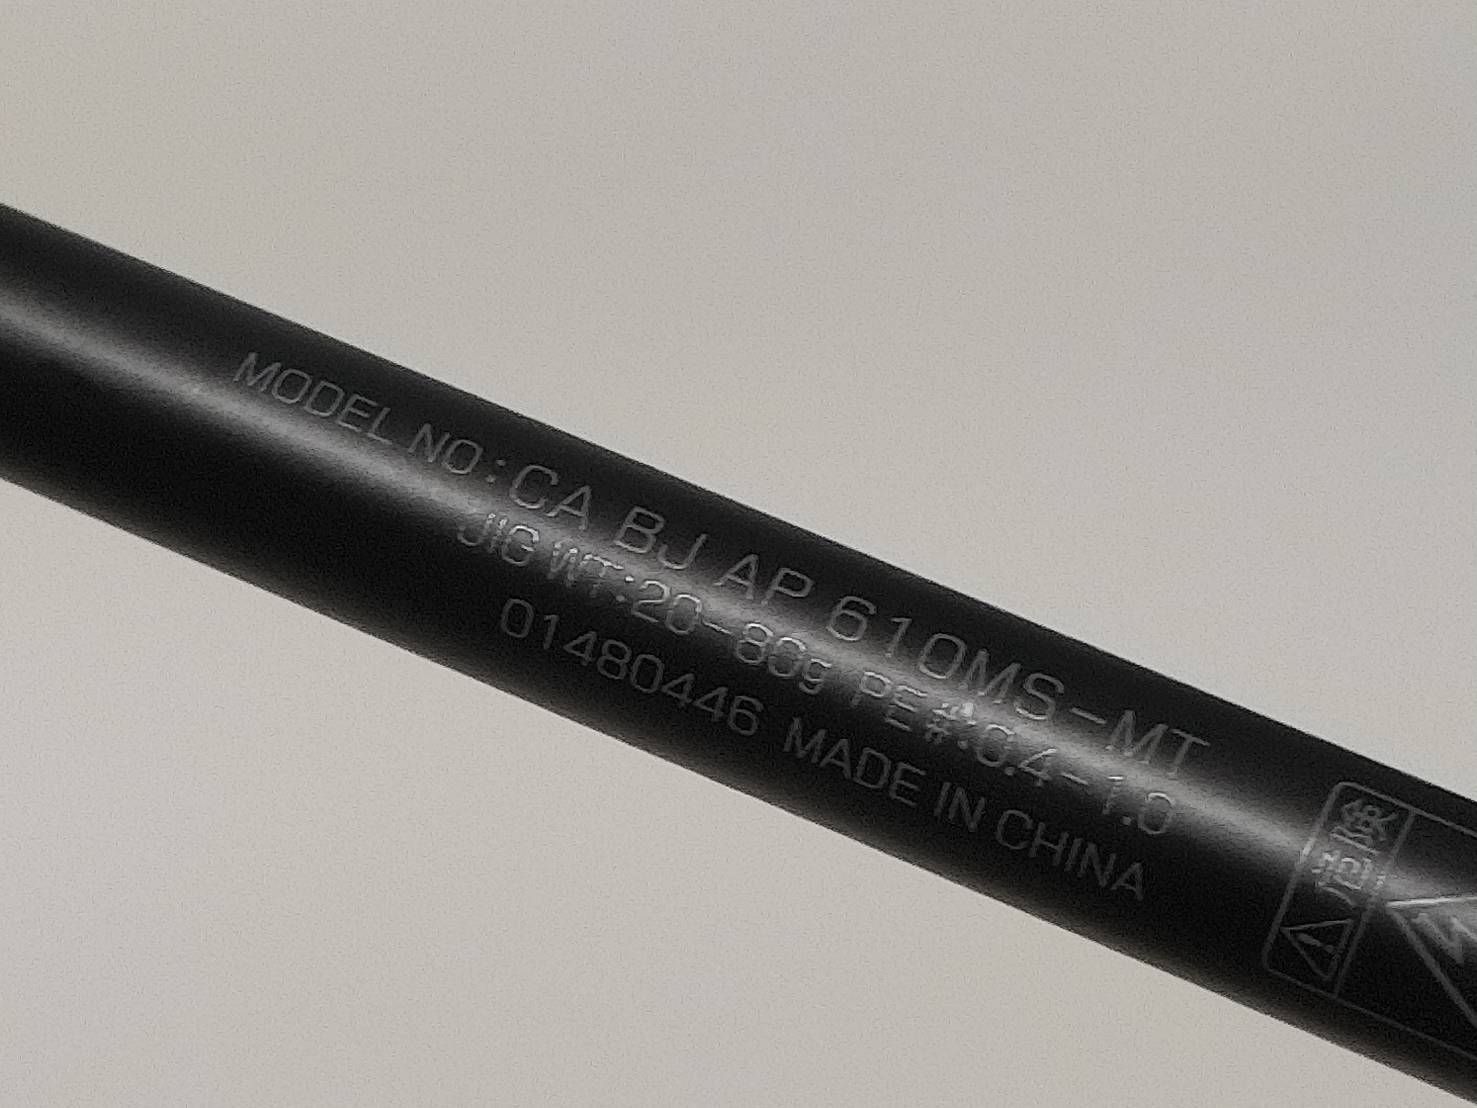 MODEL NO:CA BJ AP 610MS-MT
JIG WT:20-80g PE#:0.4-1.0
01480446 MADE IN CHINA
危険